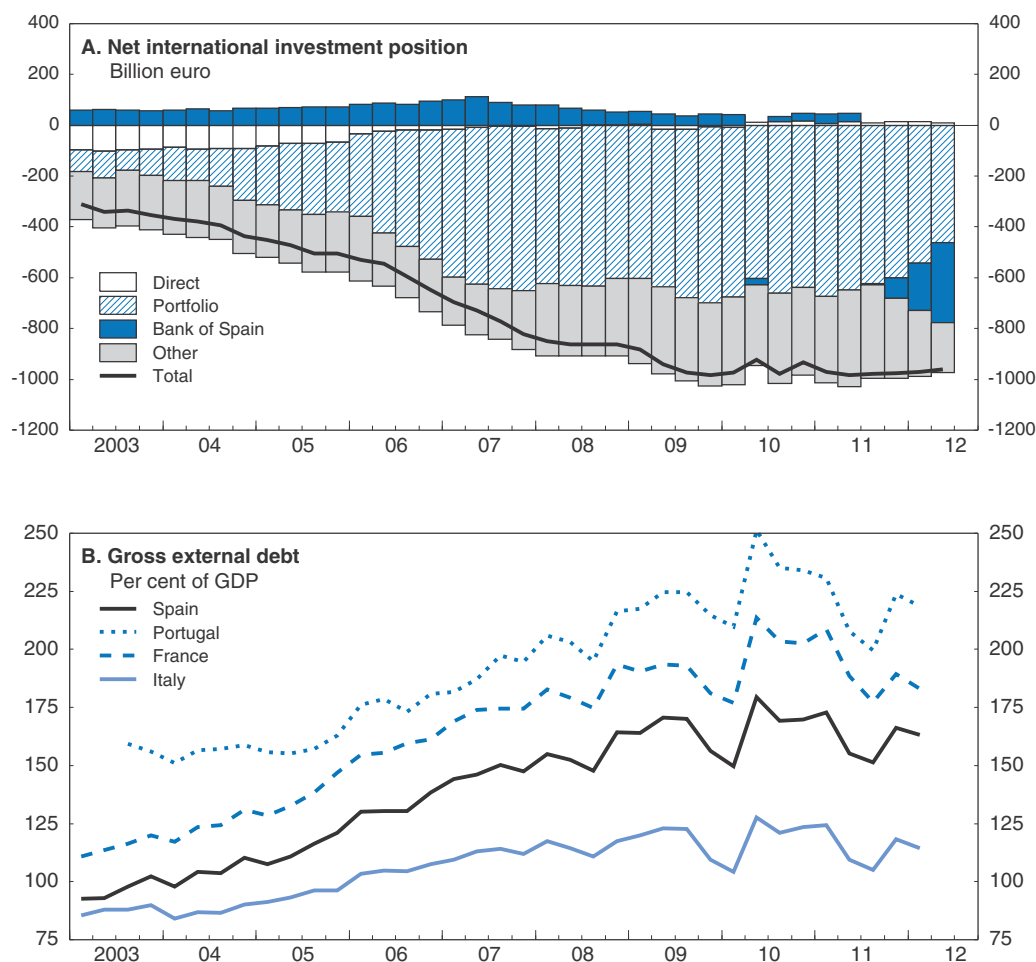 A. Net international investment position
Billion euro
400 400
200 200
0 0
-200 -200
-400 -400
-600 -600
-800 -800
-1000 -1000
-1200 -1200
Direct
Portfolio
Bank of Spain
Other
Total
2003 04 05 06 07 08 09 10 11 12
B. Gross external debt
Per cent of GDP
250 250
225 225
200 200
175 175
150 150
125 125
100 100
75 75
Spain
Portugal
France
Italy
2003 04 05 06 07 08 09 10 11 12